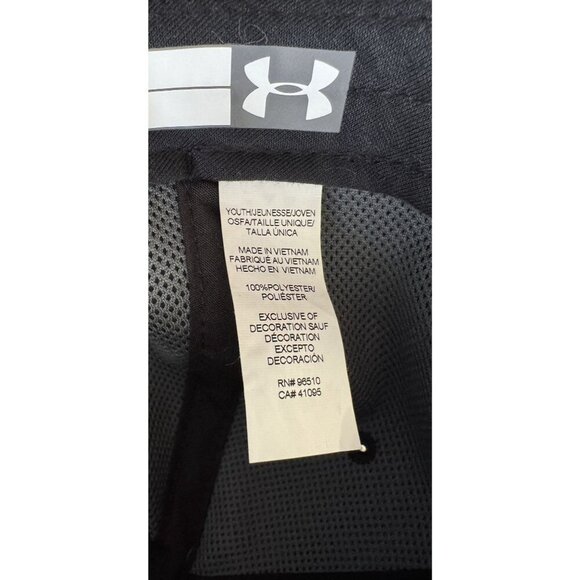 YOUTH/JEUNESSE/JOVEN
OSFA/TAILLE UNIQUE/
TALLA ÚNICA
MADE IN VIETNAM
FABRIQUÉ AU VIETNAM
HECHO EN VIETNAM
100%POLYESTER/
POLIÉSTER
EXCLUSIVE OF
DECORATION SAUF
DÉCORATION
EXCEPTO
DECORACIÓN
RN# 96510
CA# 41095